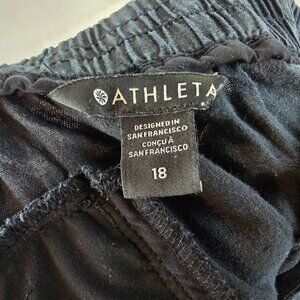 ATHLETA
DESIGNED IN
SAN FRANCISCO
CONÇU À
SAN FRANCISCO
18